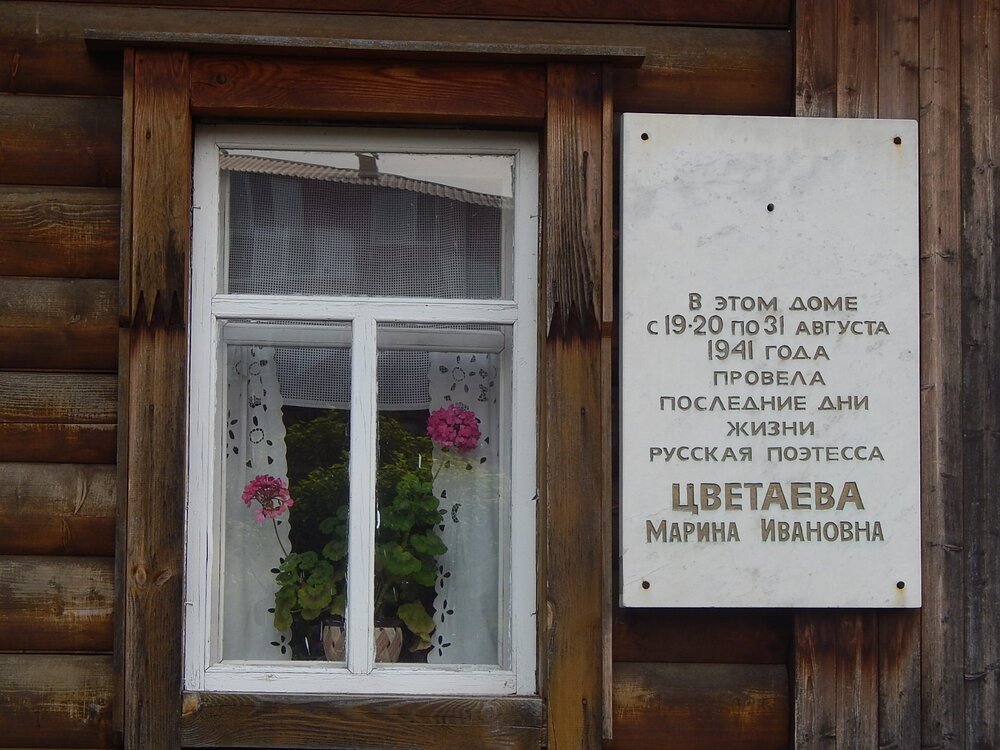 В ЭТОМ ДОМЕ
С 19·20 ПО 31 АВГУСТА
1941 ГОДА
ПРОВЕЛА
ПОСЛЕДНИЕ ДНИ
ЖИЗНИ
РУССКАЯ ПОЭТЕССА
ЦВЕТАЕВА
МАРИНА ИВАНОВНА